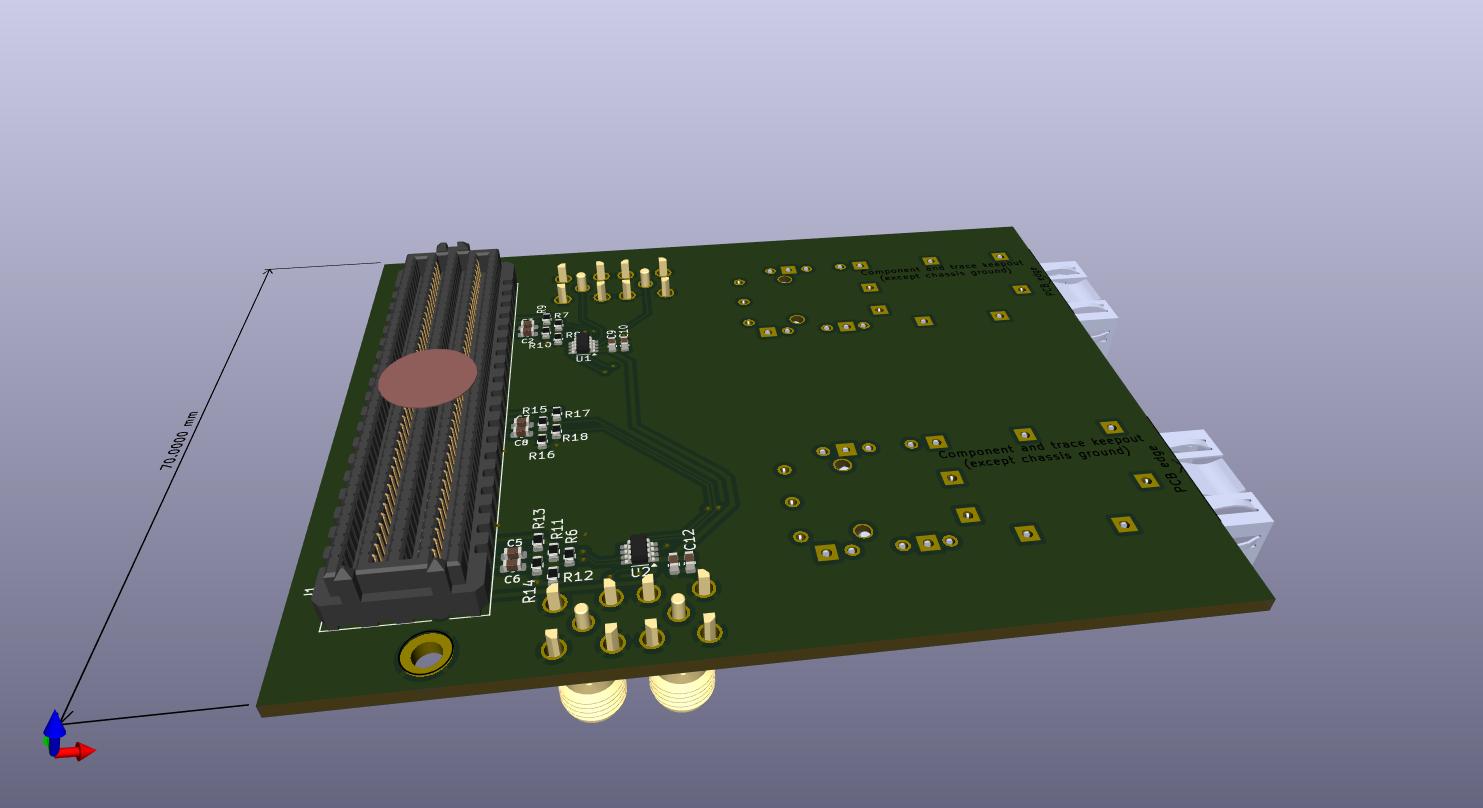 70.0000 mm
Component and trace keepout
(except chassis ground)
PCB edge
R9
R7
C2
R10
U1
C9
C10
R15
R17
C8
R18
R16
Component and trace keepout
(except chassis ground)
PCB edge
R13
R11
R6
C5
C6
R14
R12
U2
C12
J1